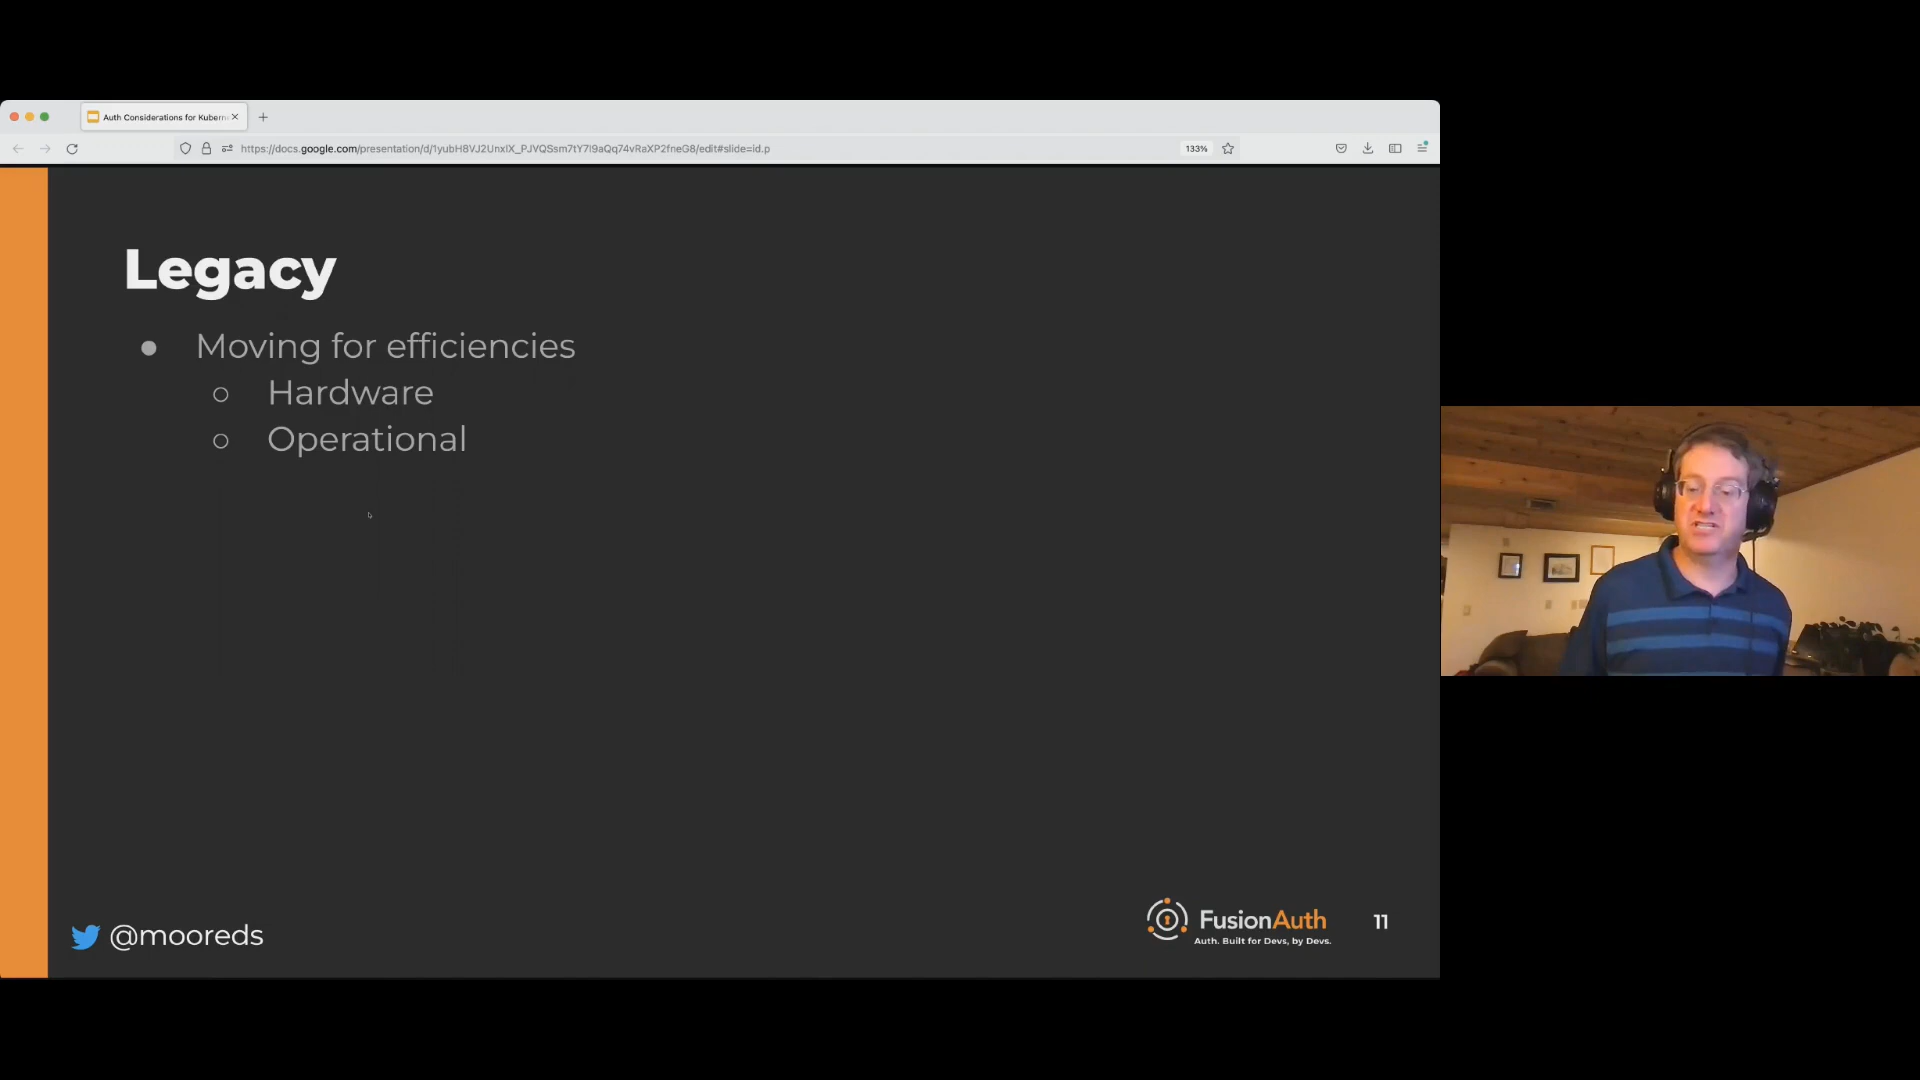 Auth Considerations for Kubern
https://docs.google.com/presentation/d/1yubH8VJ2UnxlX_PJYQSsm7tY7I9aQq74vRaXP2fneG8/edit#slide=id.p
133%
Legacy
Moving for efficiencies
Hardware
Operational
@mooreds
FusionAuth
Auth. Built for Devs, by Devs.
11